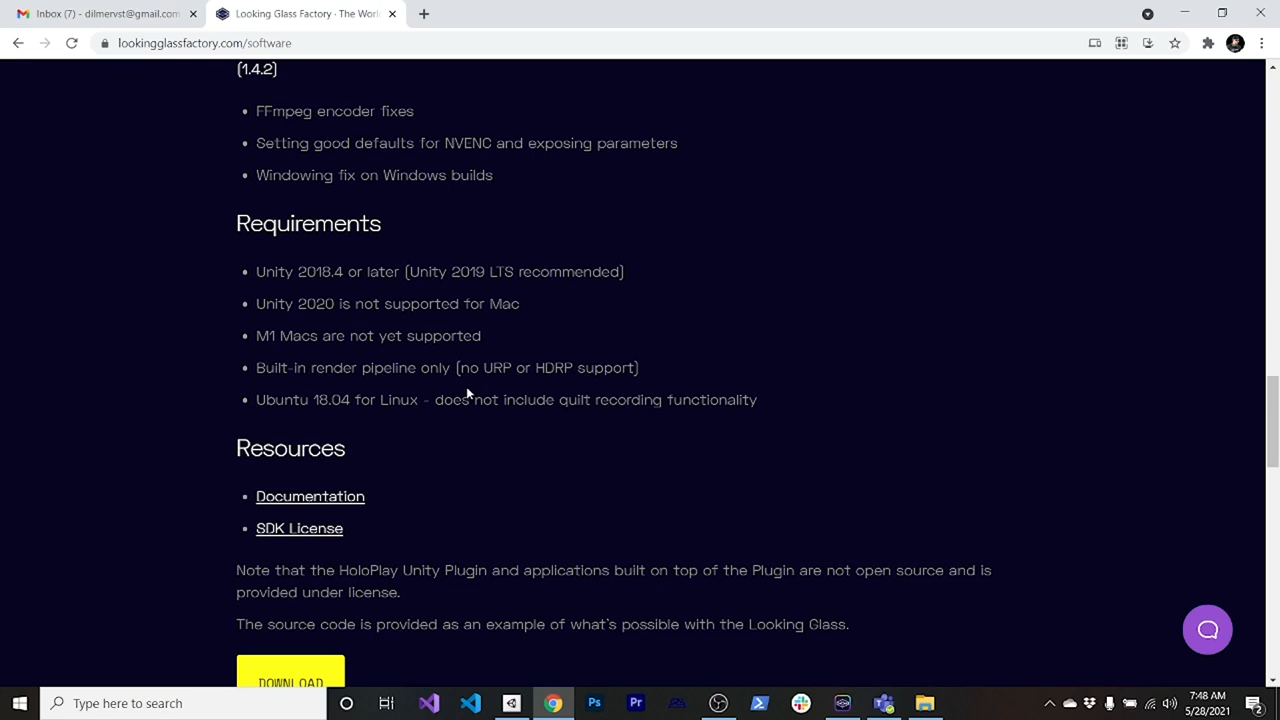 Inbox (7) - dilmervst@gmail.com
Looking Glass Factory - The Worl
lookingglassfactory.com/software
(1.4.2)
FFmpeg encoder fixes
Setting good defaults for NVENC and exposing parameters
Windowing fix on Windows builds
Requirements
Unity 2018.4 or later (Unity 2019 LTS recommended)
Unity 2020 is not supported for Mac
M1 Macs are not yet supported
Built-in render pipeline only (no URP or HDRP support)
Ubuntu 18.04 for Linux - does not include quilt recording functionality
Resources
Documentation
SDK License
Note that the HoloPlay Unity Plugin and applications built on top of the Plugin are not open source and is
provided under license.
The source code is provided as an example of what's possible with the Looking Glass.
DOWNLOAD
Type here to search
Ps
Pr
7:48 AM
5/28/2021
2